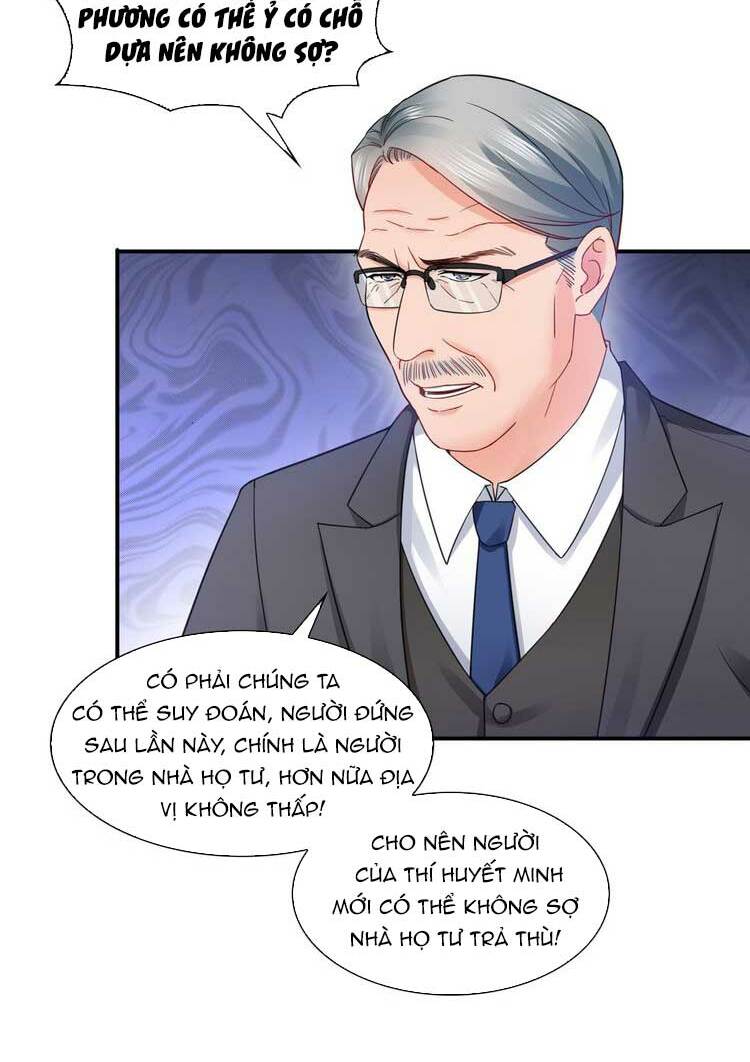 PHƯƠNG CÓ THỂ Ỷ CÓ CHỖ
DỰA NÊN KHÔNG SỢ?
CÓ PHẢI CHÚNG TA
CÓ THỂ SUY ĐOÁN, NGƯỜI ĐỨNG
SAU LẦN NÀY, CHÍNH LÀ NGƯỜI
TRONG NHÀ HỌ TƯ, HƠN NỮA ĐỊA
VỊ KHÔNG THẤP!
CHO NÊN NGƯỜI
CỦA THÍ HUYẾT MINH
MỚI CÓ THỂ KHÔNG SỢ
NHÀ HỌ TƯ TRẢ THÙ!